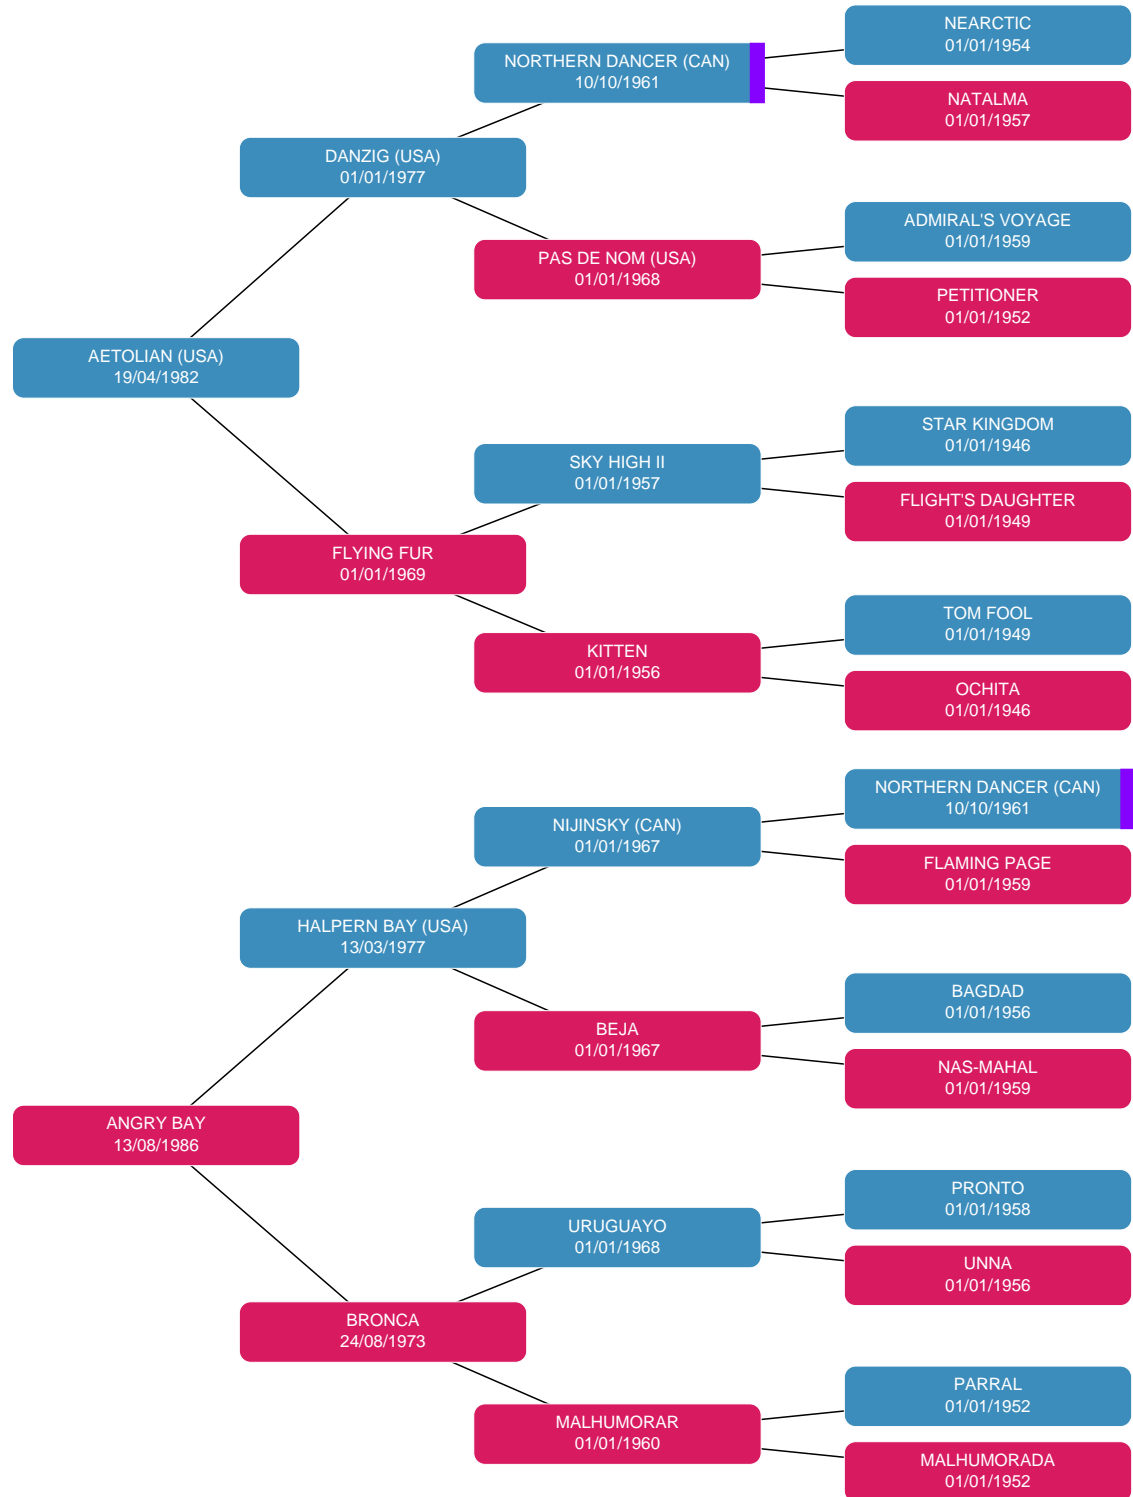 NEARCTIC
01/01/1954
NORTHERN DANCER (CAN)
10/10/1961
NATALMA
01/01/1957
DANZIG (USA)
01/01/1977
ADMIRAL'S VOYAGE
01/01/1959
PAS DE NOM (USA)
01/01/1968
PETITIONER
01/01/1952
AETOLIAN (USA)
19/04/1982
STAR KINGDOM
01/01/1946
SKY HIGH II
01/01/1957
FLIGHT'S DAUGHTER
01/01/1949
FLYING FUR
01/01/1969
TOM FOOL
01/01/1949
KITTEN
01/01/1956
OCHITA
01/01/1946
NORTHERN DANCER (CAN)
10/10/1961
NIJINSKY (CAN)
01/01/1967
FLAMING PAGE
01/01/1959
HALPERN BAY (USA)
13/03/1977
BAGDAD
01/01/1956
BEJA
01/01/1967
NAS-MAHAL
01/01/1959
ANGRY BAY
13/08/1986
PRONTO
01/01/1958
URUGUAYO
01/01/1968
UNNA
01/01/1956
BRONCA
24/08/1973
PARRAL
01/01/1952
MALHUMORAR
01/01/1960
MALHUMORADA
01/01/1952